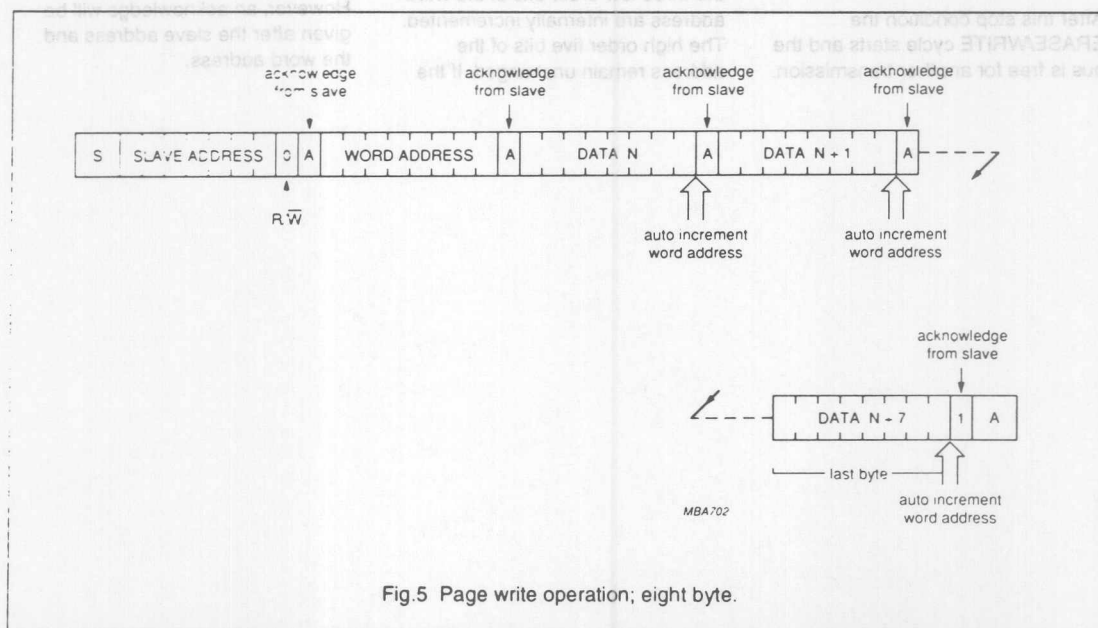 After this stop condition the
ERASE/WRITE cycle starts and the
bus is free for another transmission.
address are internally incremented.
The high order five bits of the
address remain unchanged. If the
However, an acknowledge will be
given after the slave address and
the word address.
acknowledge
from slave
acknowledge
from slave
acknowledge
from slave
acknowledge
from slave
S SLAVE ADDRESS 0 A WORD ADDRESS A DATA N A DATA N + 1 A
R/W
auto increment
word address
auto increment
word address
acknowledge
from slave
DATA N + 7 1 A
last byte
auto increment
word address
MBA702
Fig.5 Page write operation; eight byte.